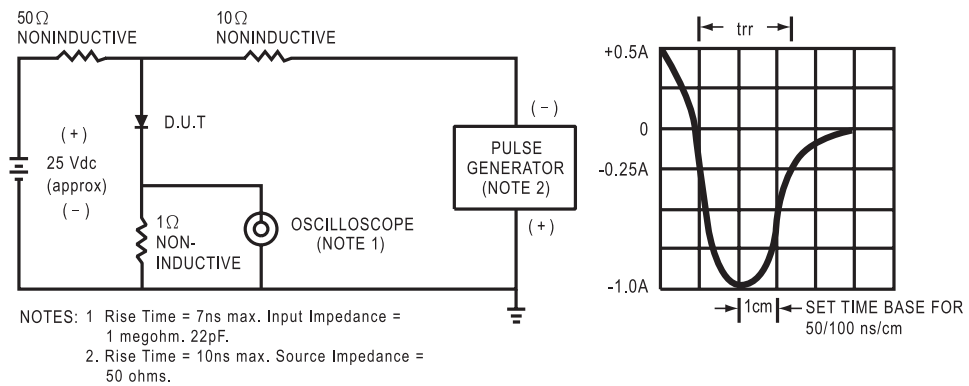 50Ω
NONINDUCTIVE
10Ω
NONINDUCTIVE
D.U.T
(+)
25 Vdc
(approx)
(-)
1Ω
NON-
INDUCTIVE
OSCILLOSCOPE
(NOTE 1)
(-)
PULSE
GENERATOR
(NOTE 2)
(+)
trr
+0.5A
0
-0.25A
-1.0A
1cm
SET TIME BASE FOR
50/100 ns/cm
NOTES: 1 Rise Time = 7ns max. Input Impedance =
1 megohm. 22pF.
2. Rise Time = 10ns max. Source Impedance =
50 ohms.